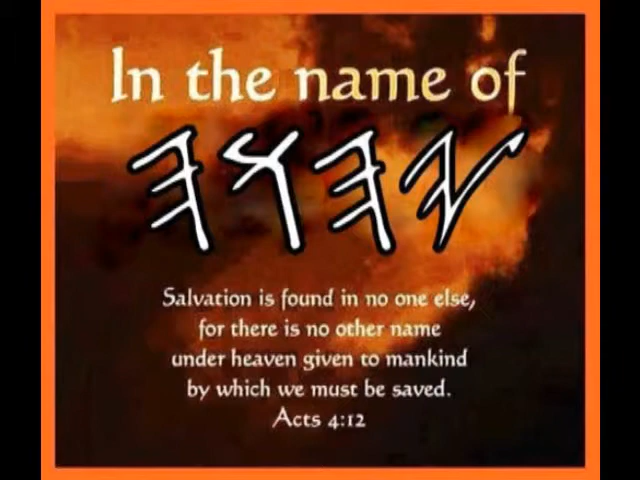 In the name of
𐤉𐤄𐤅𐤄
Salvation is found in no one else,
for there is no other name
under heaven given to mankind
by which we must be saved.
Acts 4:12